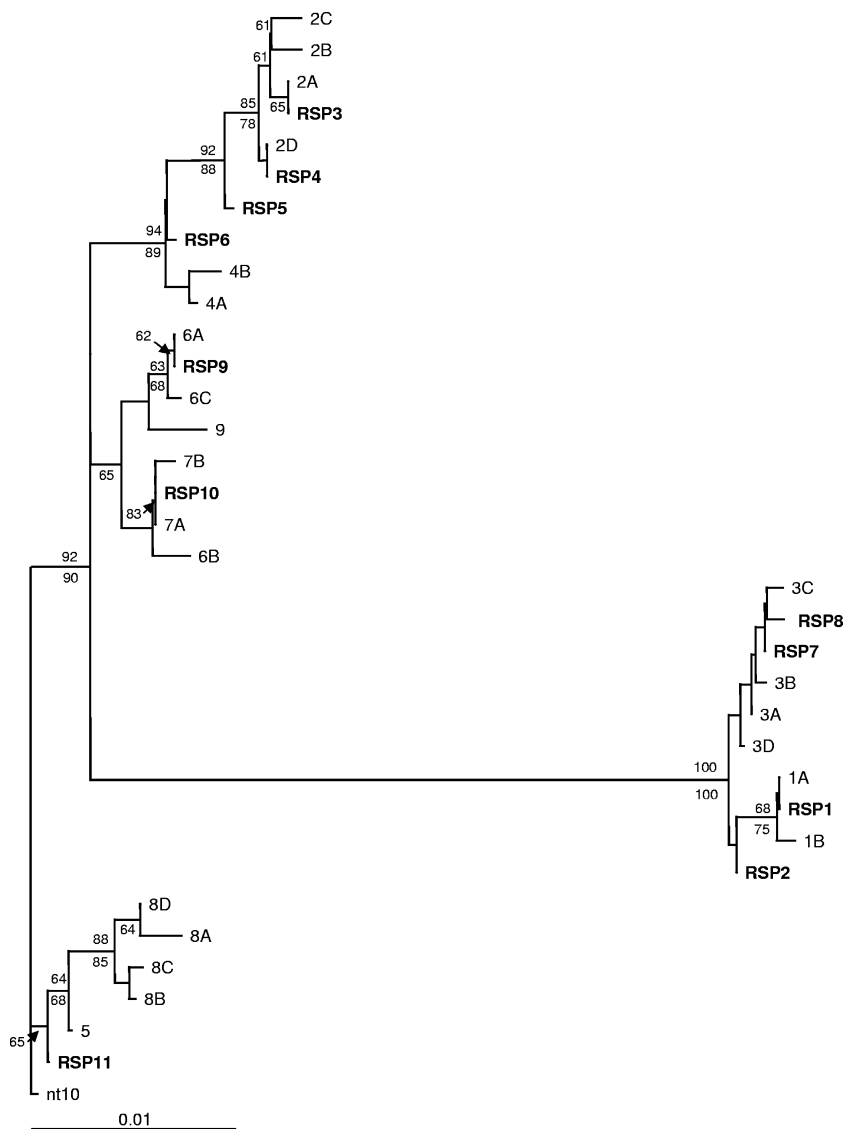 61
2C
2B
61
2A
65
RSP3
85
78
2D
RSP4
92
88
RSP5
94
89
RSP6
4B
4A
62
6A
RSP9
63
68
6C
9
65
7B
RSP10
83
7A
6B
92
90
3C
RSP8
RSP7
3B
3A
3D
100
100
1A
68
RSP1
75
1B
RSP2
8D
64
8A
88
85
8C
8B
64
68
5
65
RSP11
nt10
0.01